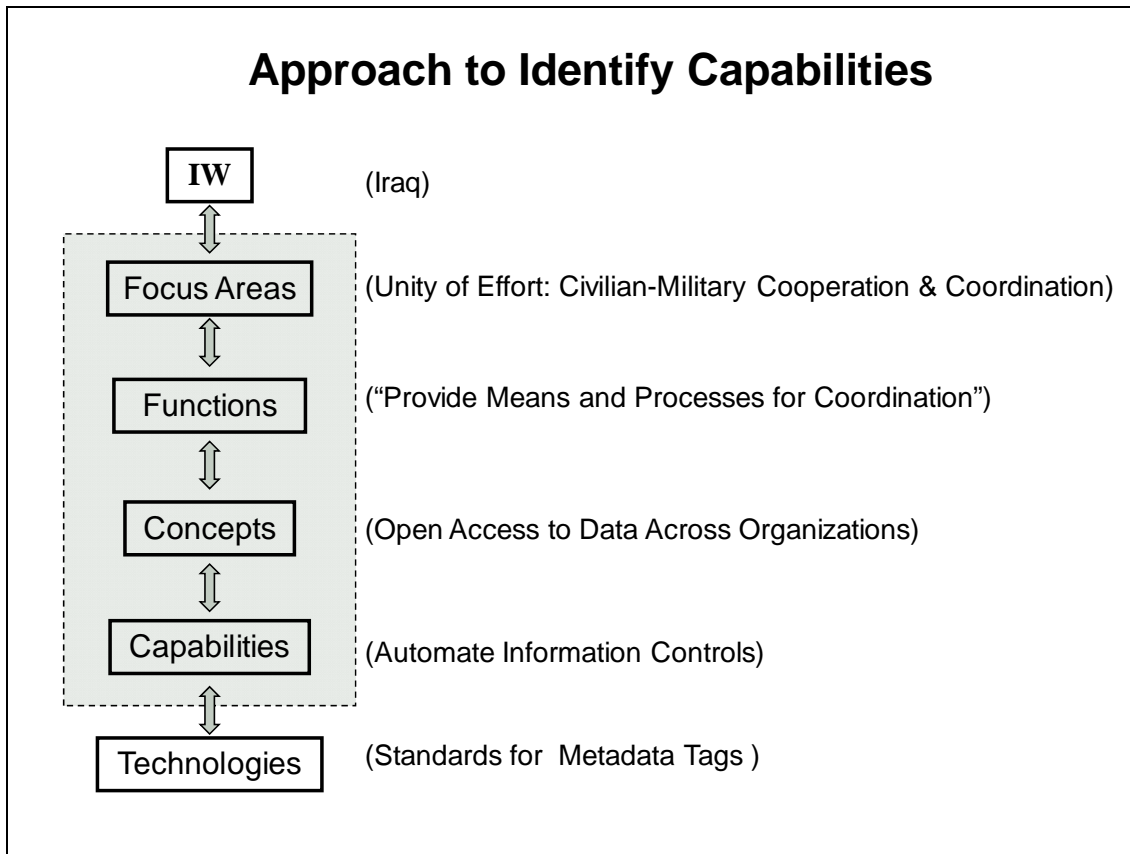 Approach to Identify Capabilities
IW
(Iraq)
Focus Areas
(Unity of Effort: Civilian-Military Cooperation & Coordination)
Functions
(“Provide Means and Processes for Coordination”)
Concepts
(Open Access to Data Across Organizations)
Capabilities
(Automate Information Controls)
Technologies
(Standards for Metadata Tags )